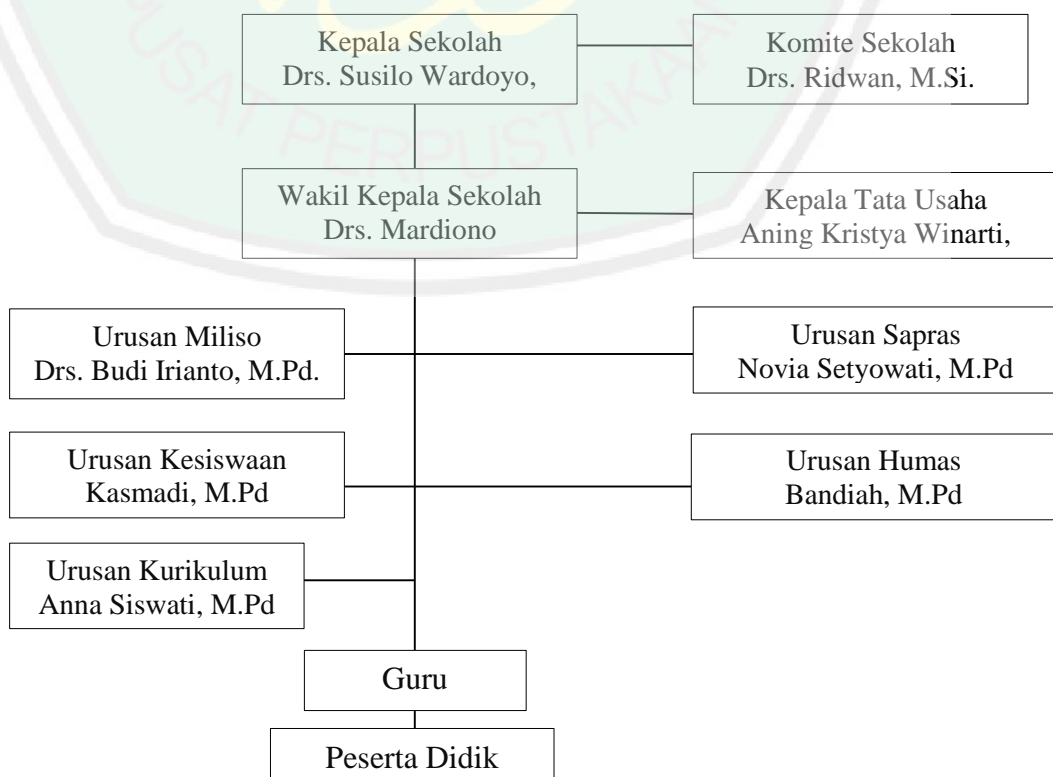 Kepala Sekolah
Drs. Susilo Wardoyo,
Komite Sekolah
Drs. Ridwan, M.Si.
Wakil Kepala Sekolah
Drs. Mardiono
Kepala Tata Usaha
Aning Kristya Winarti,
Urusan Miliso
Drs. Budi Irianto, M.Pd.
Urusan Sapras
Novia Setyowati, M.Pd
Urusan Kesiswaan
Kasmadi, M.Pd
Urusan Humas
Bandiah, M.Pd
Urusan Kurikulum
Anna Siswati, M.Pd
Guru
Peserta Didik
PUSAT PERPUSTAKAAN